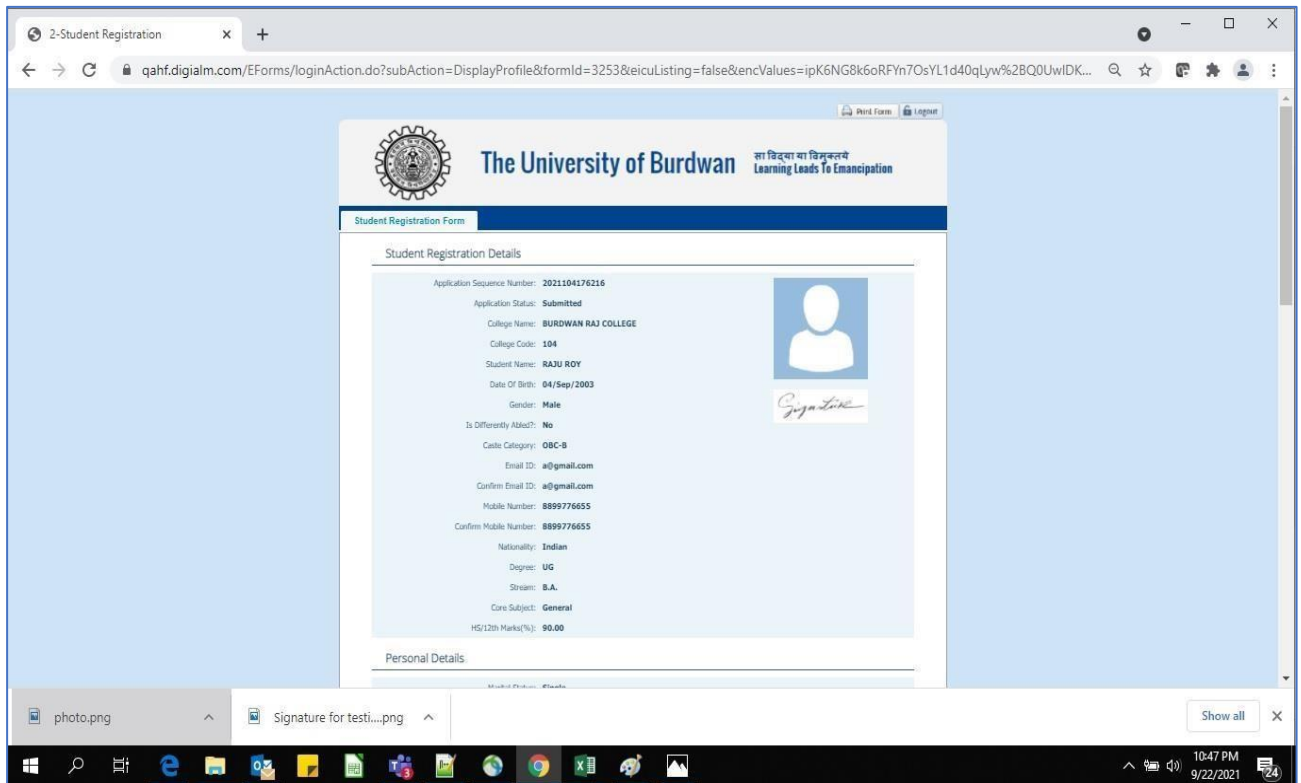 2-Student Registration
qahf.digialm.com/EForms/loginAction.do?subAction=DisplayProfile&formId=3253&eicuListing=false&encValues=ipK6NG8k6oRFYn7OsYL1d40qLyw%2BQ0UwIDK...
Print Form Logout
The University of Burdwan
सा विद्या या विमुक्तये
Learning Leads To Emancipation
Student Registration Form
Student Registration Details
Application Sequence Number: 2021104176216
Application Status: Submitted
College Name: BURDWAN RAJ COLLEGE
College Code: 104
Student Name: RAJU ROY
Date Of Birth: 04/Sep/2003
Gender: Male
Is Differently Abled?: No
Caste Category: OBC-B
Email ID: a@gmail.com
Confirm Email ID: a@gmail.com
Mobile Number: 8899776655
Confirm Mobile Number: 8899776655
Nationality: Indian
Degree: UG
Stream: B.A.
Core Subject: General
HS/12th Marks(%): 90.00
Personal Details
Marital Status: Single
photo.png
Signature for testi....png
Show all
10:47 PM
9/22/2021
24